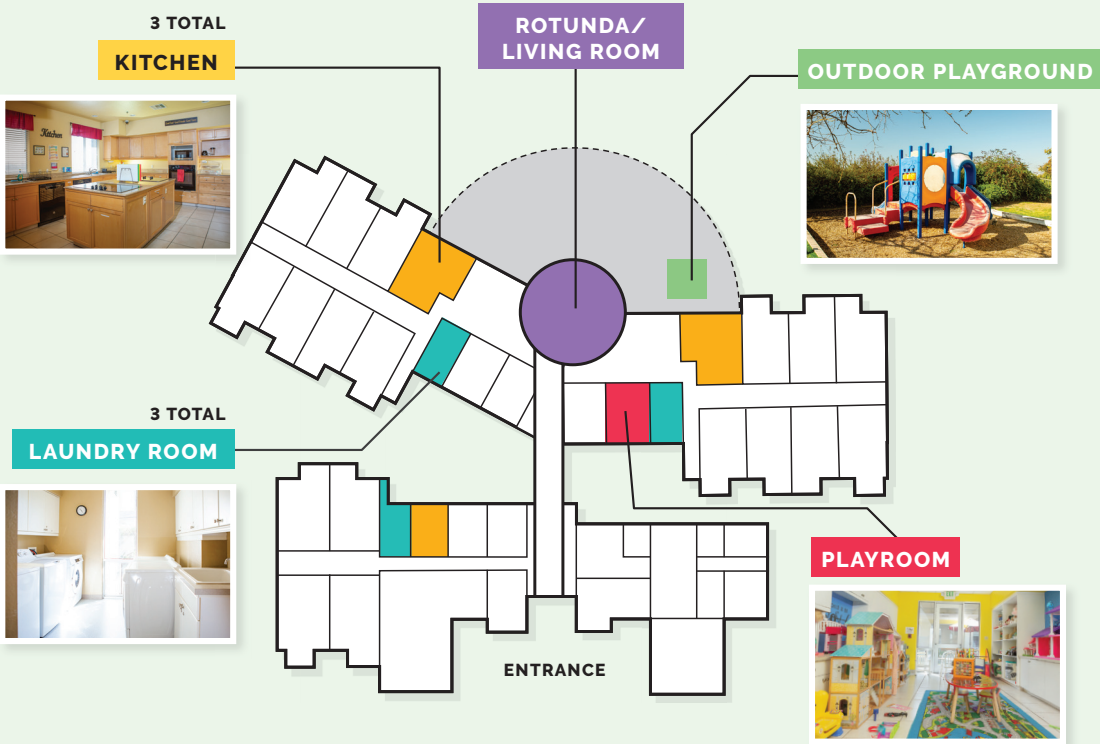 3 TOTAL
KITCHEN
ROTUNDA/
LIVING ROOM
OUTDOOR PLAYGROUND
Kitchen
3 TOTAL
LAUNDRY ROOM
PLAYROOM
ENTRANCE